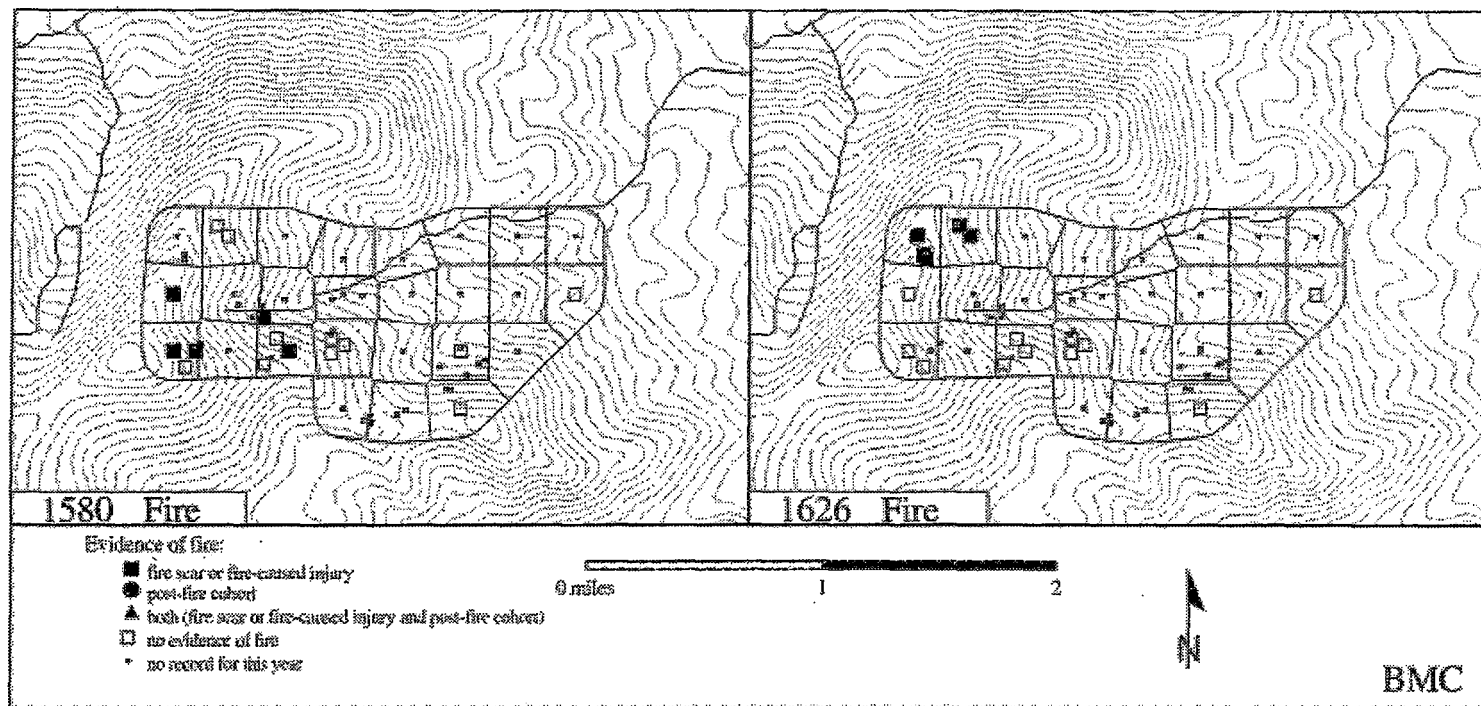 1580 Fire
1626 Fire
Evidence of fire:
fire scar or fire-caused injury
post-fire cohort
both (fire scar or fire-caused injury and post-fire cohort)
no evidence of fire
no record for this year
0 miles 1 2
N
BMC